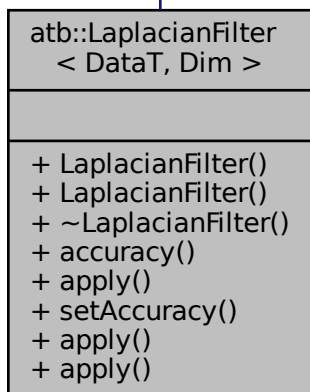 atb::LaplacianFilter
< DataT, Dim >
+ LaplacianFilter()
+ LaplacianFilter()
+ ~LaplacianFilter()
+ accuracy()
+ apply()
+ setAccuracy()
+ apply()
+ apply()